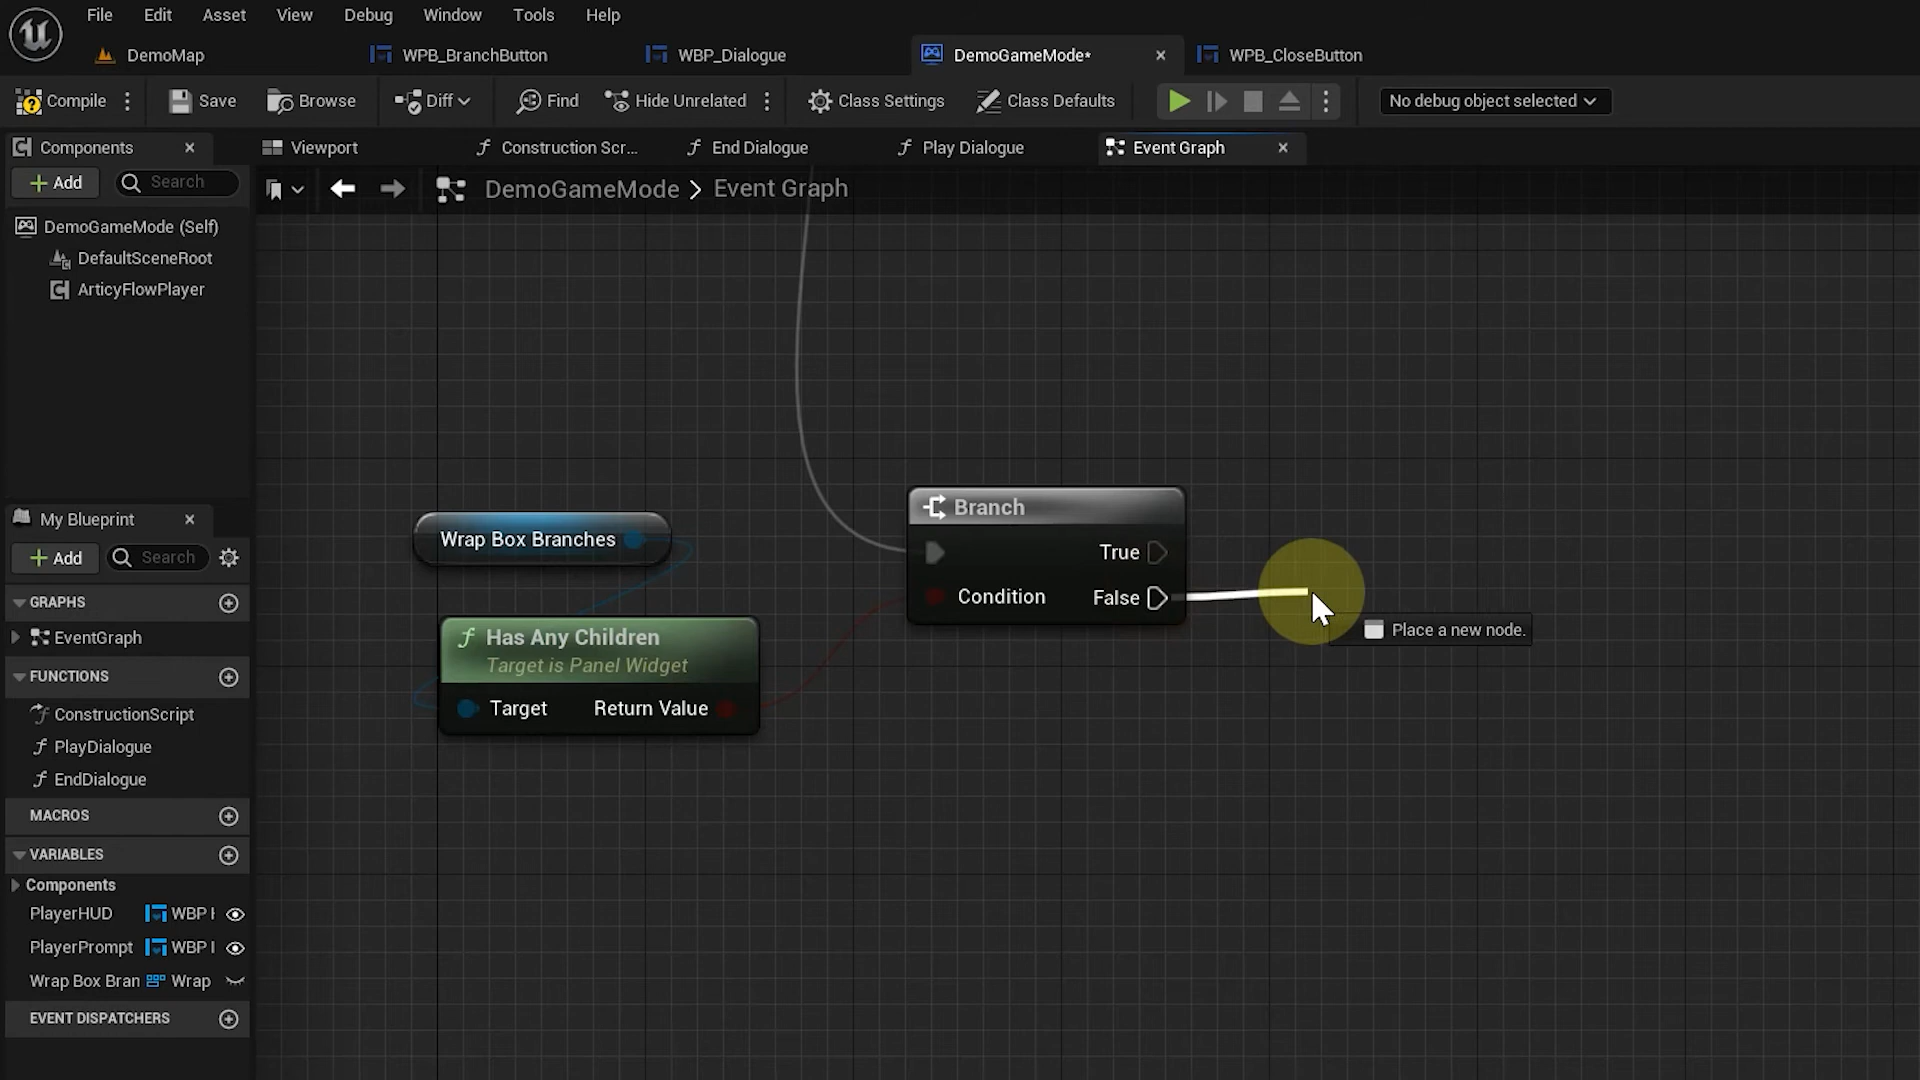 File Edit Asset View Debug Window Tools Help
DemoMap WPB_BranchButton WBP_Dialogue DemoGameMode* WPB_CloseButton
Compile Save Browse Diff Find Hide Unrelated Class Settings Class Defaults No debug object selected
Components Viewport Construction Scr... End Dialogue Play Dialogue Event Graph
Add Search DemoGameMode > Event Graph
DemoGameMode (Self)
DefaultSceneRoot
ArticyFlowPlayer
My Blueprint
Add Search
GRAPHS
EventGraph
FUNCTIONS
ConstructionScript
PlayDialogue
EndDialogue
MACROS
VARIABLES
Components
PlayerHUD WBP
PlayerPrompt WBP
Wrap Box Bran Wrap
EVENT DISPATCHERS
Wrap Box Branches
Has Any Children
Target is Panel Widget
Target Return Value
Branch
True
Condition False
Place a new node.